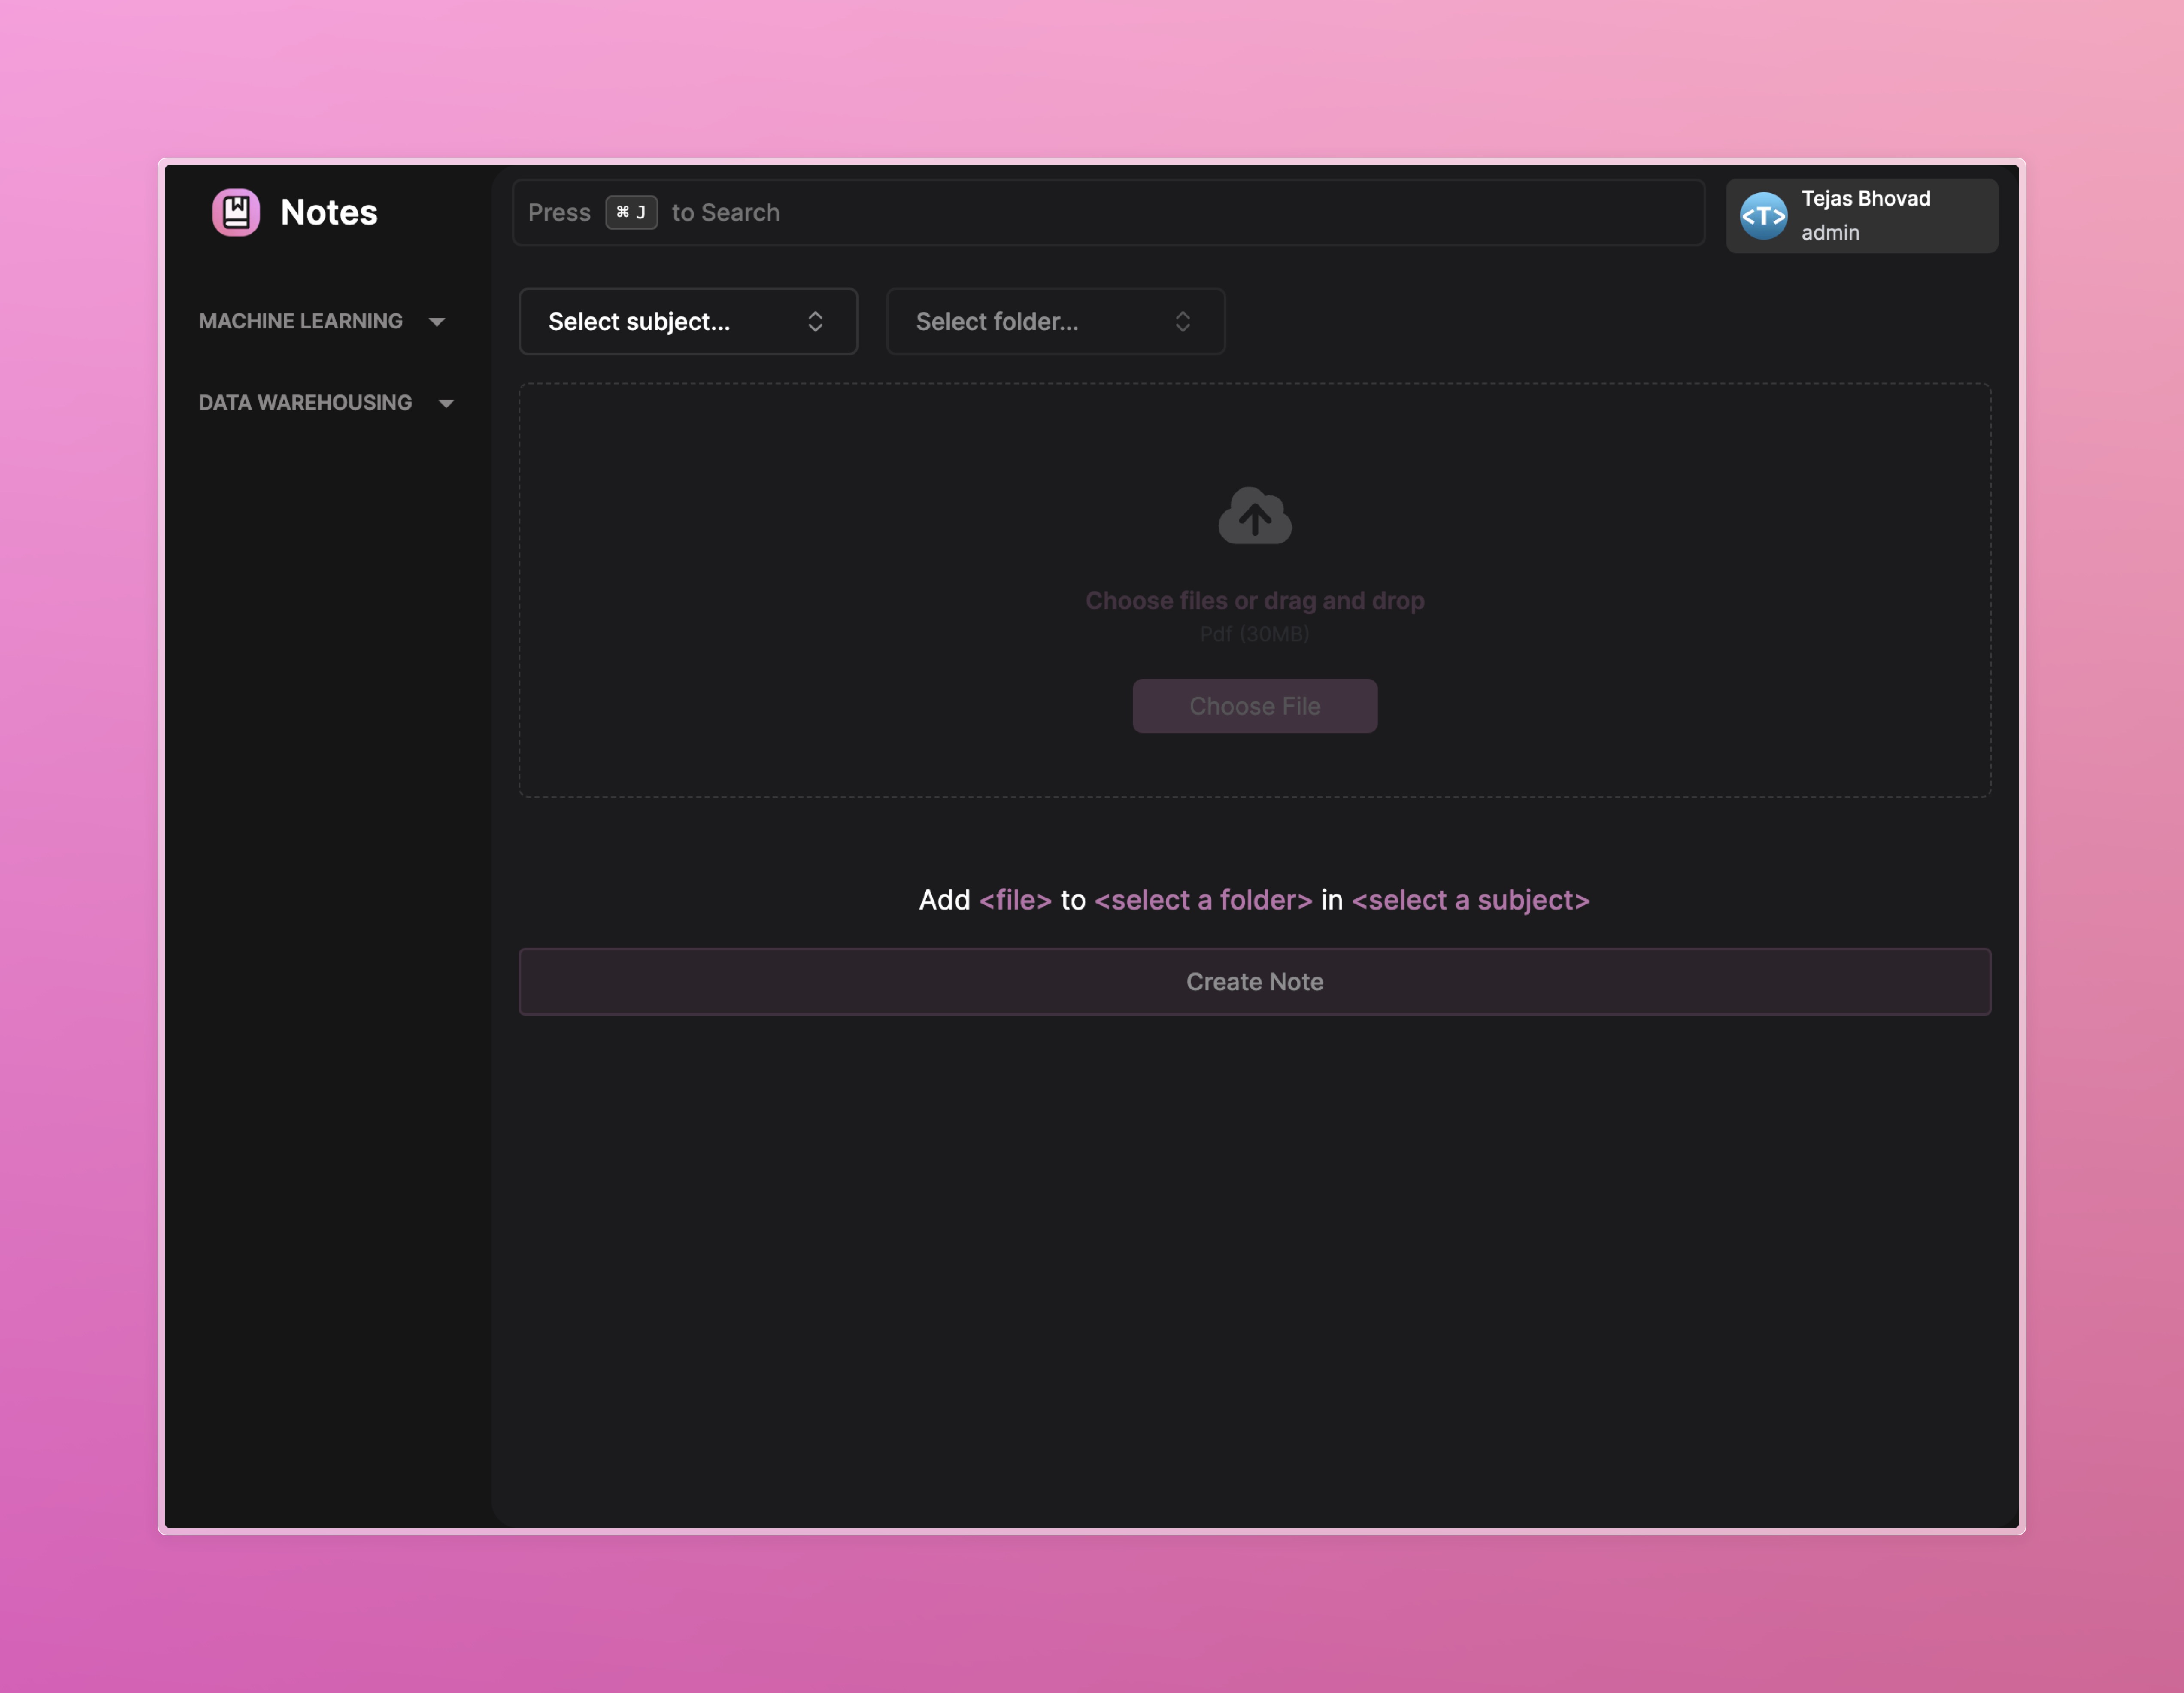 Notes
Press ⌘ J to Search
<T>
Tejas Bhovad
admin
MACHINE LEARNING
DATA WAREHOUSING
Select subject...
Select folder...
Choose files or drag and drop
Pdf (30MB)
Choose File
Add <file> to <select a folder> in <select a subject>
Create Note